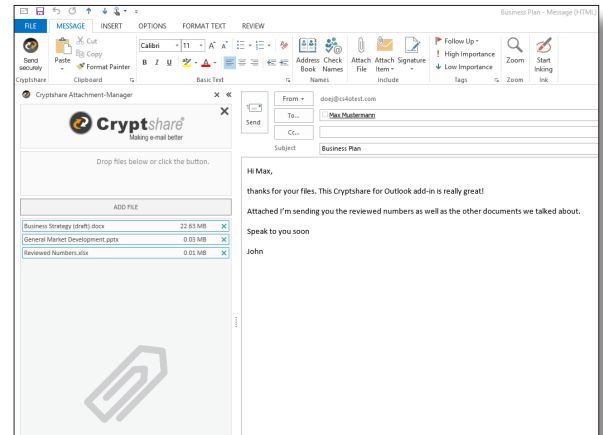 Business Plan - Message (HTML)
FILE MESSAGE INSERT OPTIONS FORMAT TEXT REVIEW
Send securely
Cryptshare
Paste
Cut
Copy
Format Painter
Clipboard
Calibri 11 A A
B I U
Basic Text
Address Book
Check Names
Names
Attach File
Attach Item
Signature
Include
Follow Up
High Importance
Low Importance
Tags
Zoom
Zoom
Start Inking
Ink
Cryptshare Attachment-Manager
Cryptshare®
Making e-mail better
Drop files below or click the button.
ADD FILE
Business Strategy (draft).docx 22.63 MB
General Market Development.pptx 0.03 MB
Reviewed Numbers.xlsx 0.01 MB
Send
From doej@cs4otest.com
To... Max Mustermann
Cc...
Subject Business Plan
Hi Max,
thanks for your files. This Cryptshare for Outlook add-in is really great!
Attached I'm sending you the reviewed numbers as well as the other documents we talked about.
Speak to you soon
John